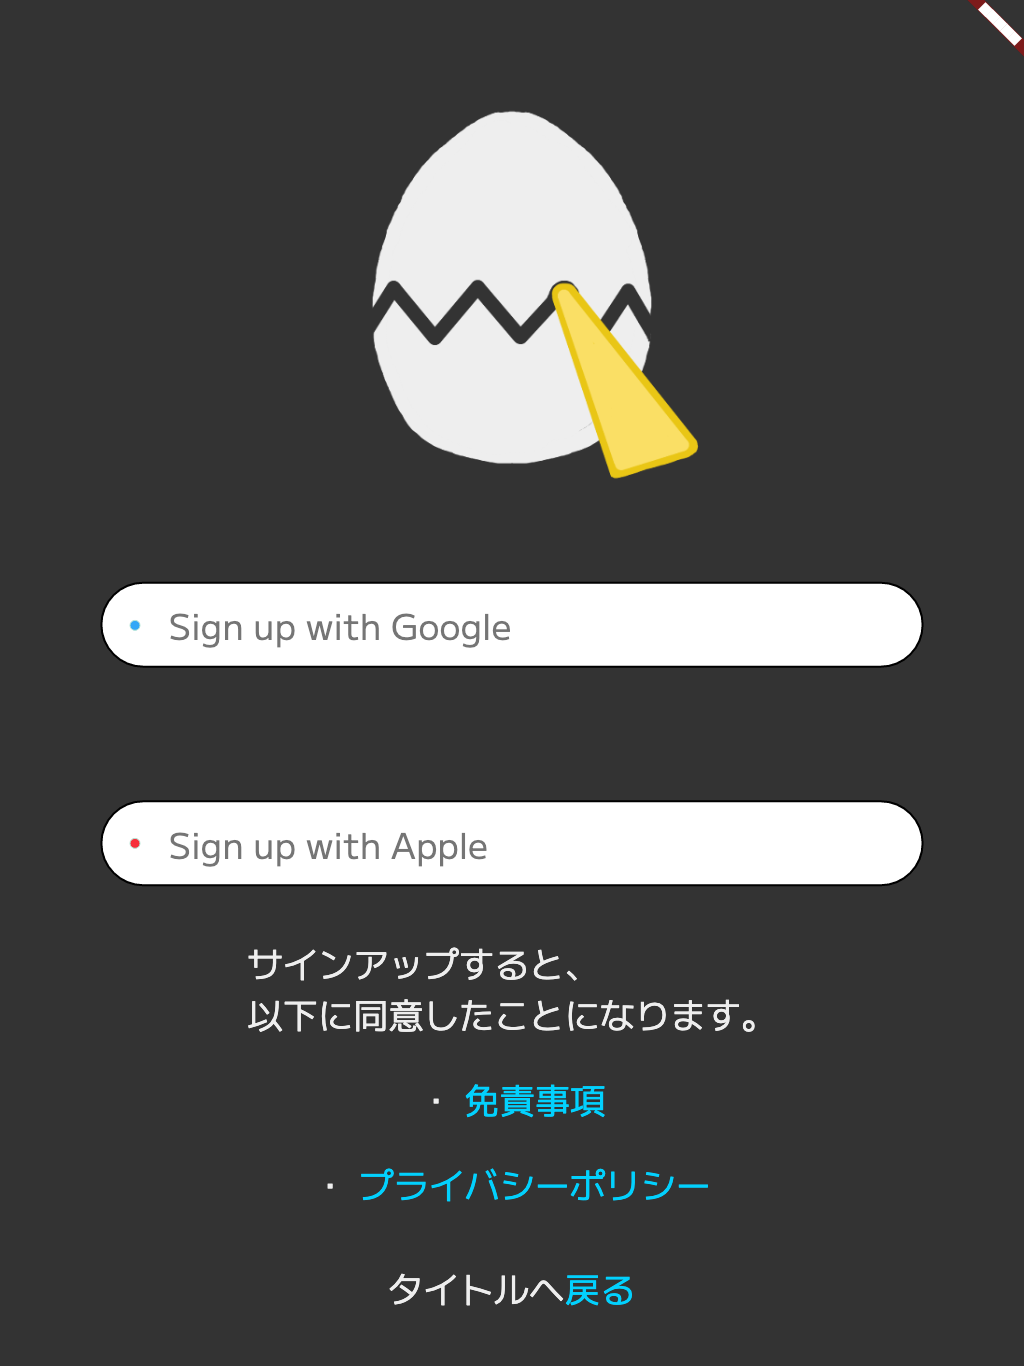 Sign up with Google
Sign up with Apple
サインアップすると、
以下に同意したことになります。
・ 免責事項
・ プライバシーポリシー
タイトルへ戻る